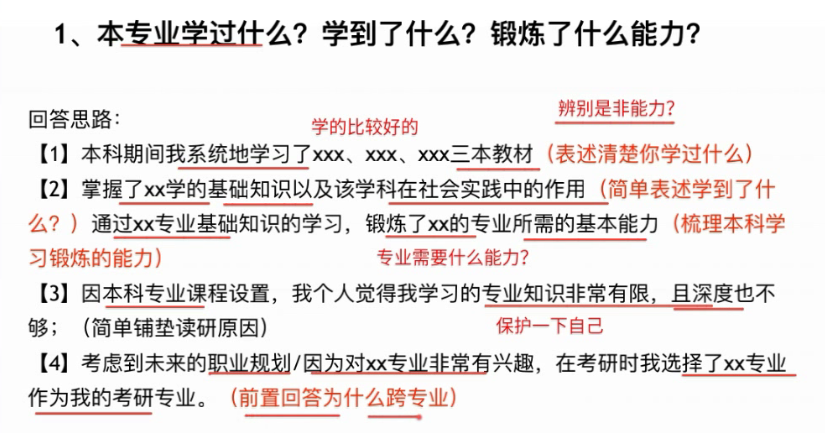 1、本专业学过什么？学到了什么？锻炼了什么能力？
辨别是非能力？
回答思路：
学的比较好的
【1】本科期间我系统地学习了xxx、xxx、xxx三本教材（表述清楚你学过什么）
【2】掌握了xx学的基础知识以及该学科在社会实践中的作用（简单表述学到了什
么？）通过xx专业基础知识的学习，锻炼了xx的专业所需的基本能力（梳理本科学
习锻炼的能力）
专业需要什么能力？
【3】因本科专业课程设置，我个人觉得我学习的专业知识非常有限，且深度也不
够；（简单铺垫读研原因）
保护一下自己
【4】考虑到未来的职业规划/因为对xx专业非常有兴趣，在考研时我选择了xx专业
作为我的考研专业。（前置回答为什么跨专业）